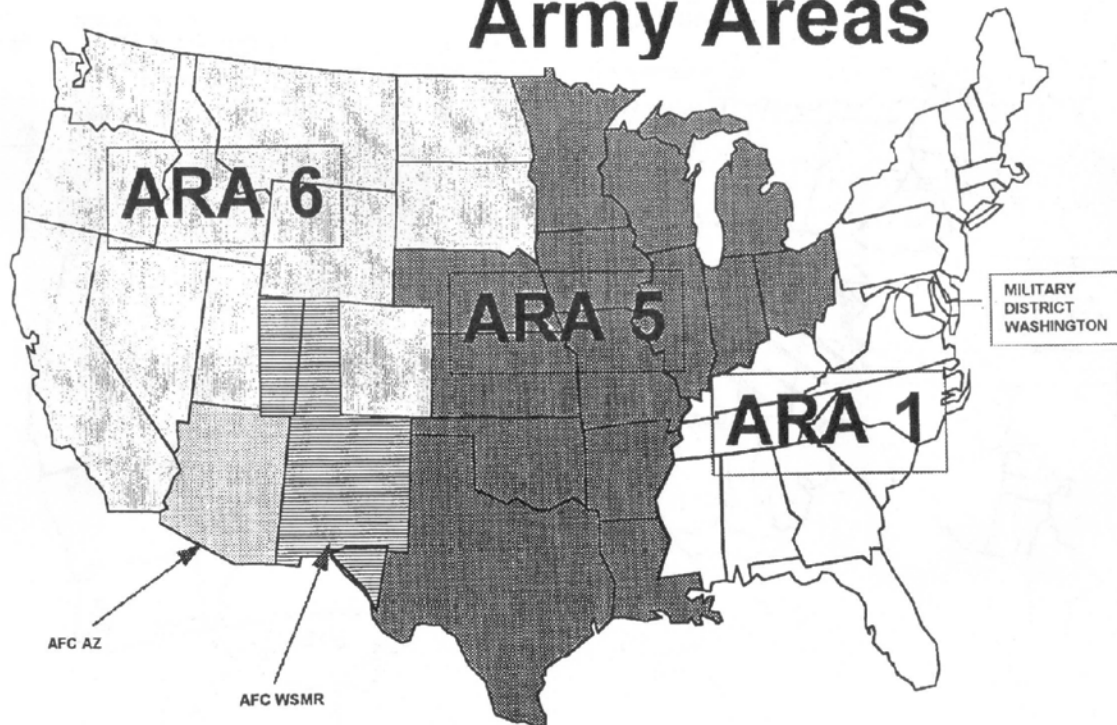 Army Areas
ARA 6
ARA 5
MILITARY
DISTRICT
WASHINGTON
ARA 1
AFC AZ
AFC WSMR